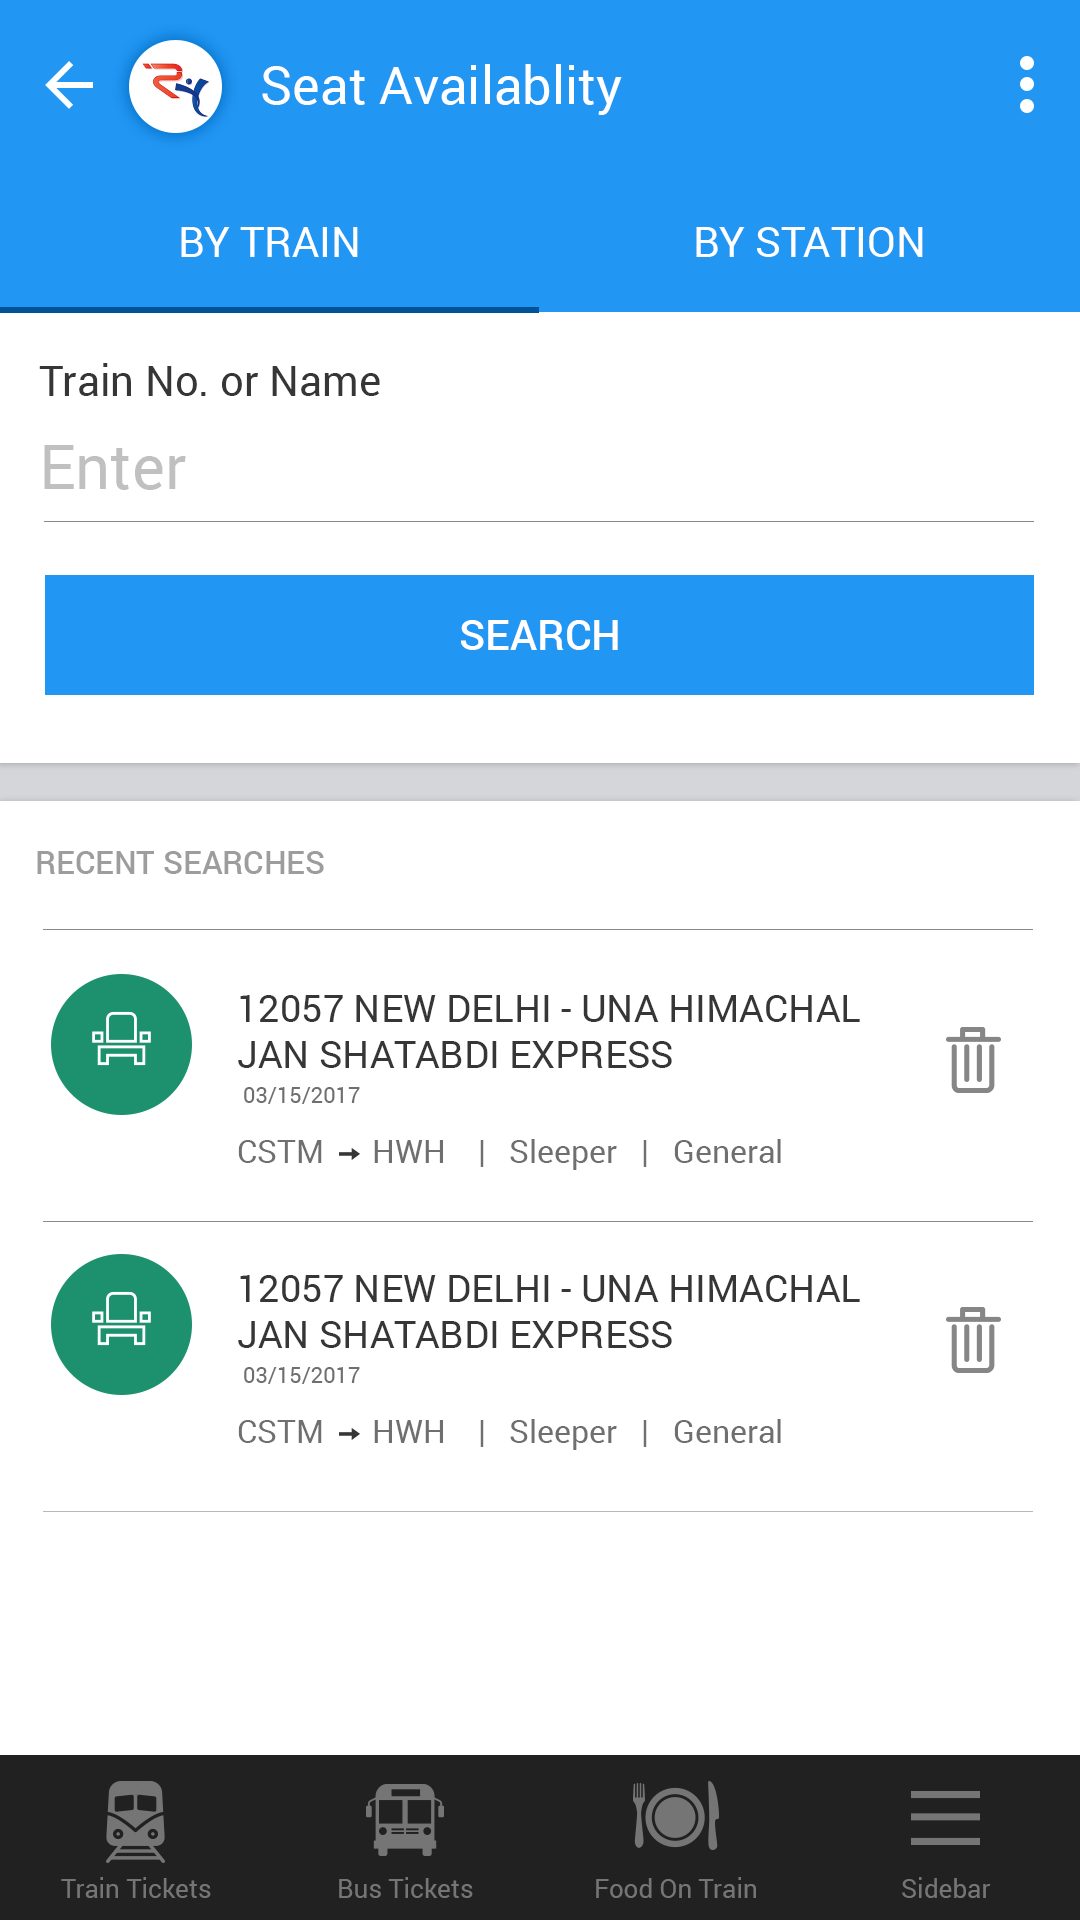 Seat Availablity
BY TRAIN BY STATION
Train No. or Name
Enter
SEARCH
RECENT SEARCHES
12057 NEW DELHI - UNA HIMACHAL
JAN SHATABDI EXPRESS
03/15/2017
CSTM → HWH | Sleeper | General
12057 NEW DELHI - UNA HIMACHAL
JAN SHATABDI EXPRESS
03/15/2017
CSTM → HWH | Sleeper | General
Train Tickets Bus Tickets Food On Train Sidebar